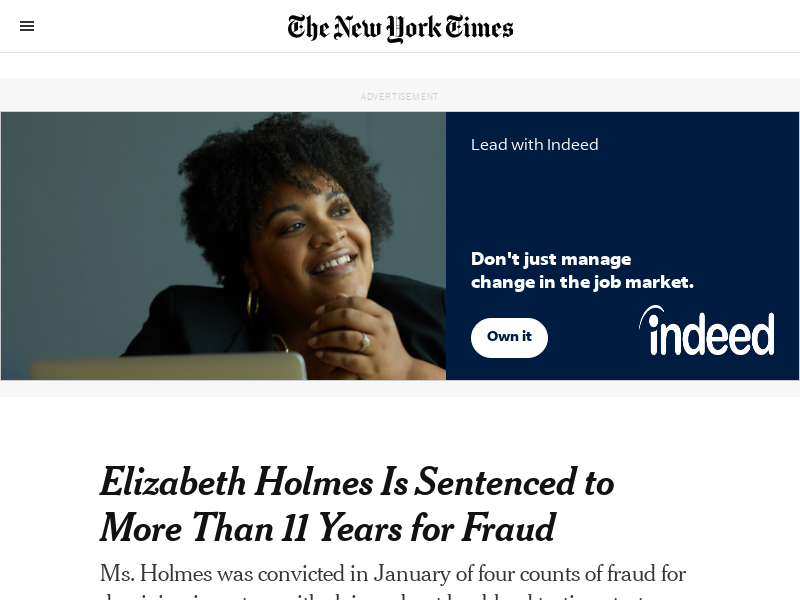 The New York Times
ADVERTISEMENT
Lead with Indeed
Don't just manage
change in the job market.
Own it
indeed
Elizabeth Holmes Is Sentenced to
More Than 11 Years for Fraud
Ms. Holmes was convicted in January of four counts of fraud for